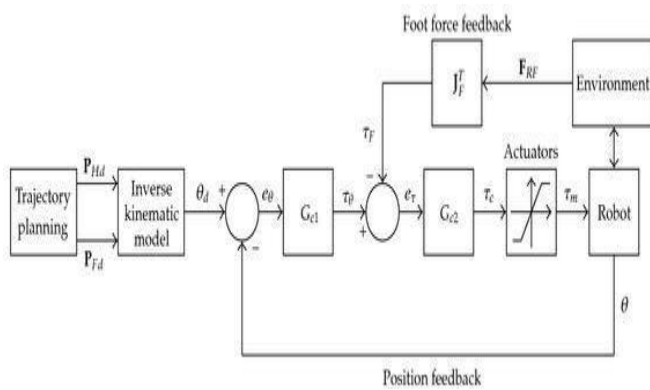 Foot force feedback
J_F^T
F_RF
Environment
τ_F
Actuators
P_Hd
Trajectory
planning
P_Fd
Inverse
kinematic
model
θ_d
+
−
e_θ
G_c1
τ_θ
−
+
e_τ
G_c2
τ_c
τ_m
Robot
θ
Position feedback